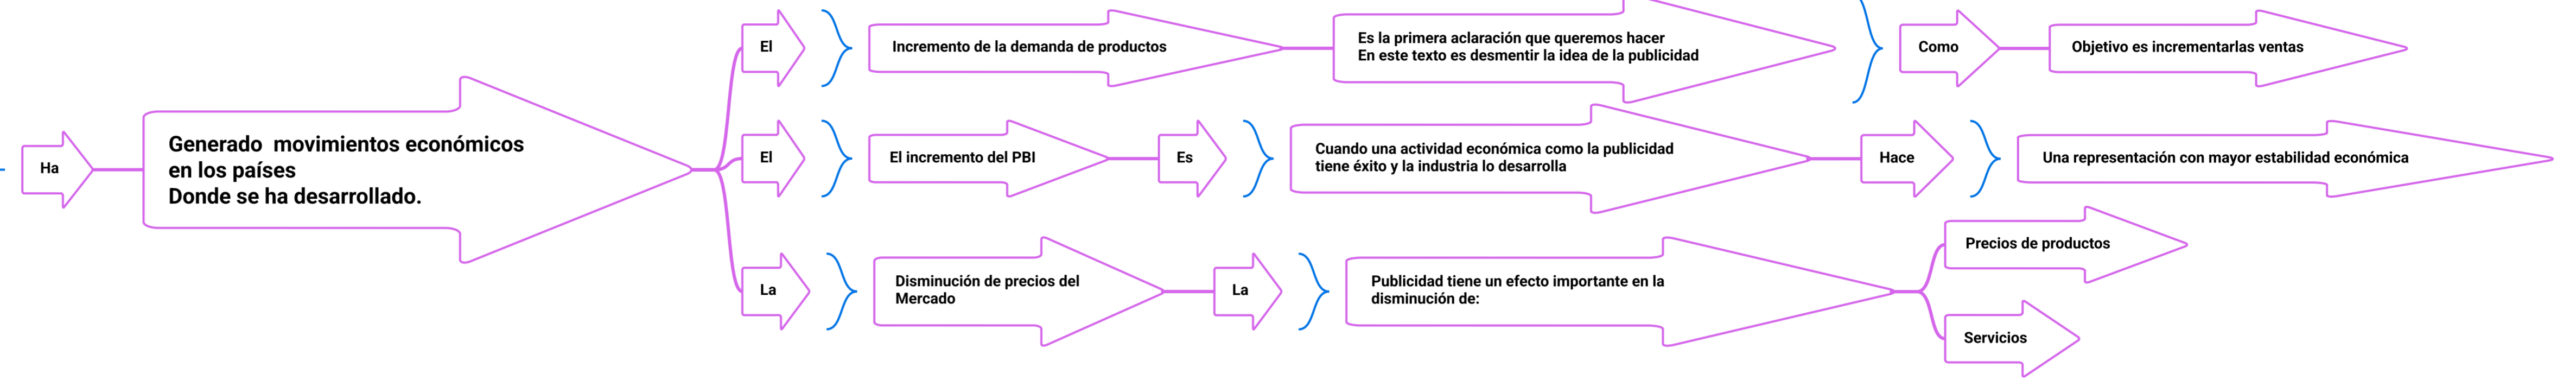 Ha
Generado  movimientos económicos
en los países
Donde se ha desarrollado.
El
Incremento de la demanda de productos
Es la primera aclaración que queremos hacer
En este texto es desmentir la idea de la publicidad
Como
Objetivo es incrementarlas ventas
El
El incremento del PBI
Es
Cuando una actividad económica como la publicidad
tiene éxito y la industria lo desarrolla
Hace
Una representación con mayor estabilidad económica
La
Disminución de precios del
Mercado
La
Publicidad tiene un efecto importante en la
disminución de:
Precios de productos
Servicios